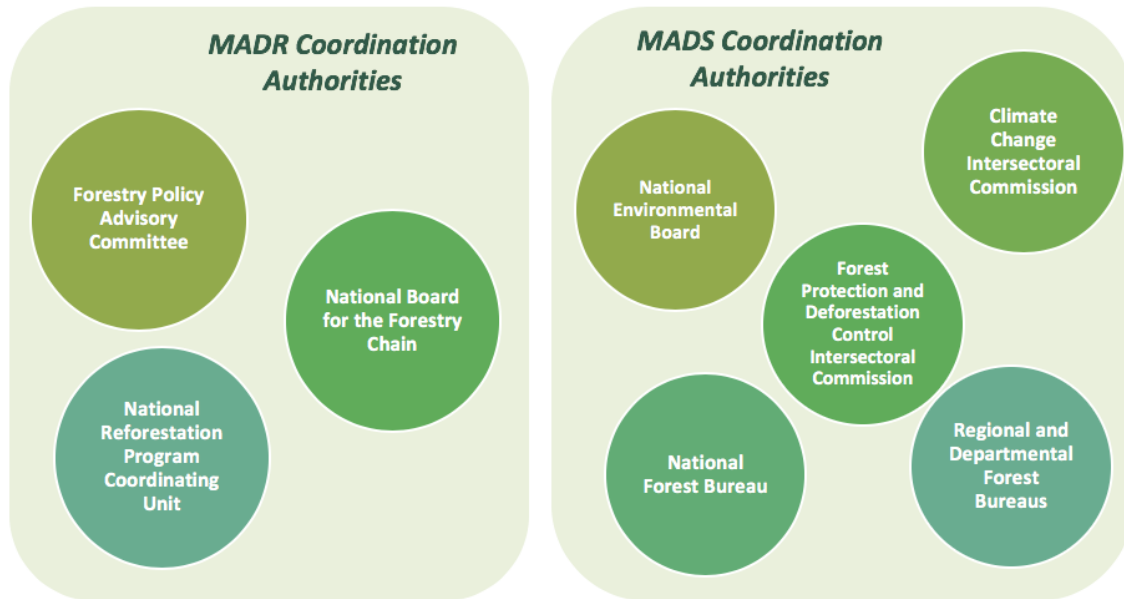 MADR Coordination
Authorities
Forestry Policy
Advisory
Committee
National Board
for the Forestry
Chain
National
Reforestation
Program
Coordinating
Unit
MADS Coordination
Authorities
Climate
Change
Intersectoral
Commission
National
Environmental
Board
Forest
Protection and
Deforestation
Control
Intersectoral
Commission
National
Forest Bureau
Regional and
Departmental
Forest
Bureaus